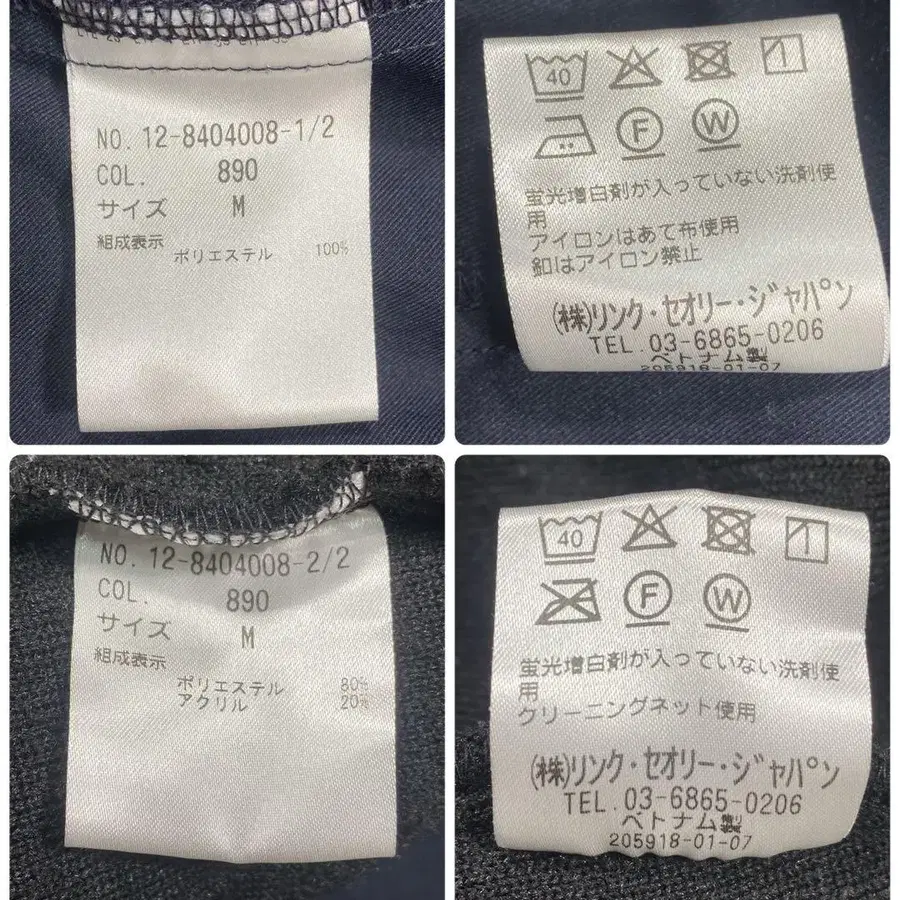 NO. 12-8404008-1/2
COL. 890
サイズ M
組成表示
ポリエステル 100%
40
1
F W
蛍光増白剤が入っていない洗剤使
用
アイロンはあて布使用
釦はアイロン禁止
(株)リンク・セオリー・ジャパン
TEL. 03-6865-0206
ベトナム製
205918-01-07
NO. 12-8404008-2/2
COL. 890
サイズ M
組成表示
ポリエステル 80%
アクリル 20%
40
1
F W
蛍光増白剤が入っていない洗剤使
用
クリーニングネット使用
(株)リンク・セオリー・ジャパン
TEL. 03-6865-0206
ベトナム製
205918-01-07